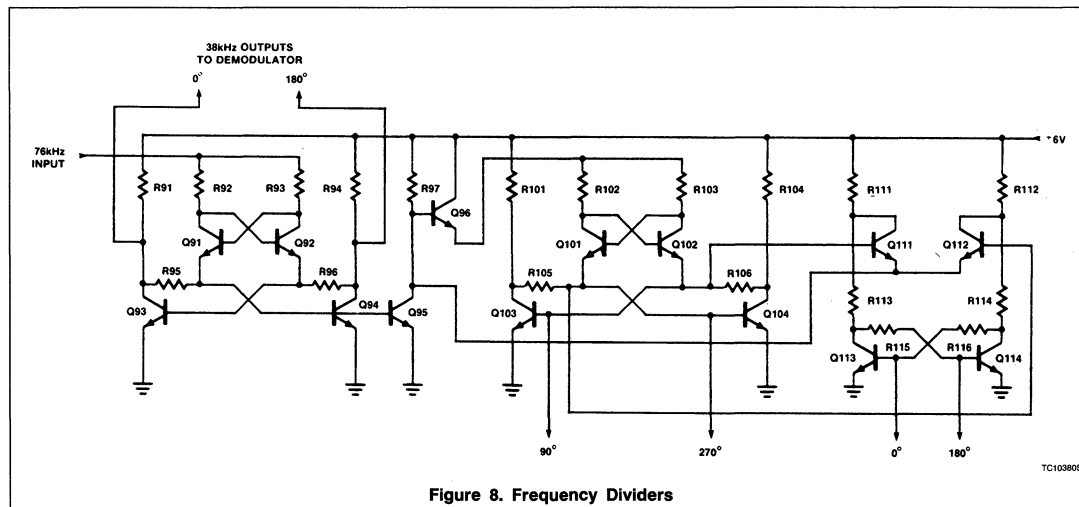 38kHz OUTPUTS
TO DEMODULATOR
0° 180°
+6V
76kHz
INPUT
R91 R92 R93 R94 R97 R101 R102 R103 R104 R111 R112
Q96
Q91 Q92 Q101 Q102 Q111 Q112
R95 R96 R105 R106
R113 R114
Q93 Q94 Q95 Q103 Q104
R115 R116
Q113 Q114
90° 270° 0° 180°
TC10380S
Figure 8. Frequency Dividers